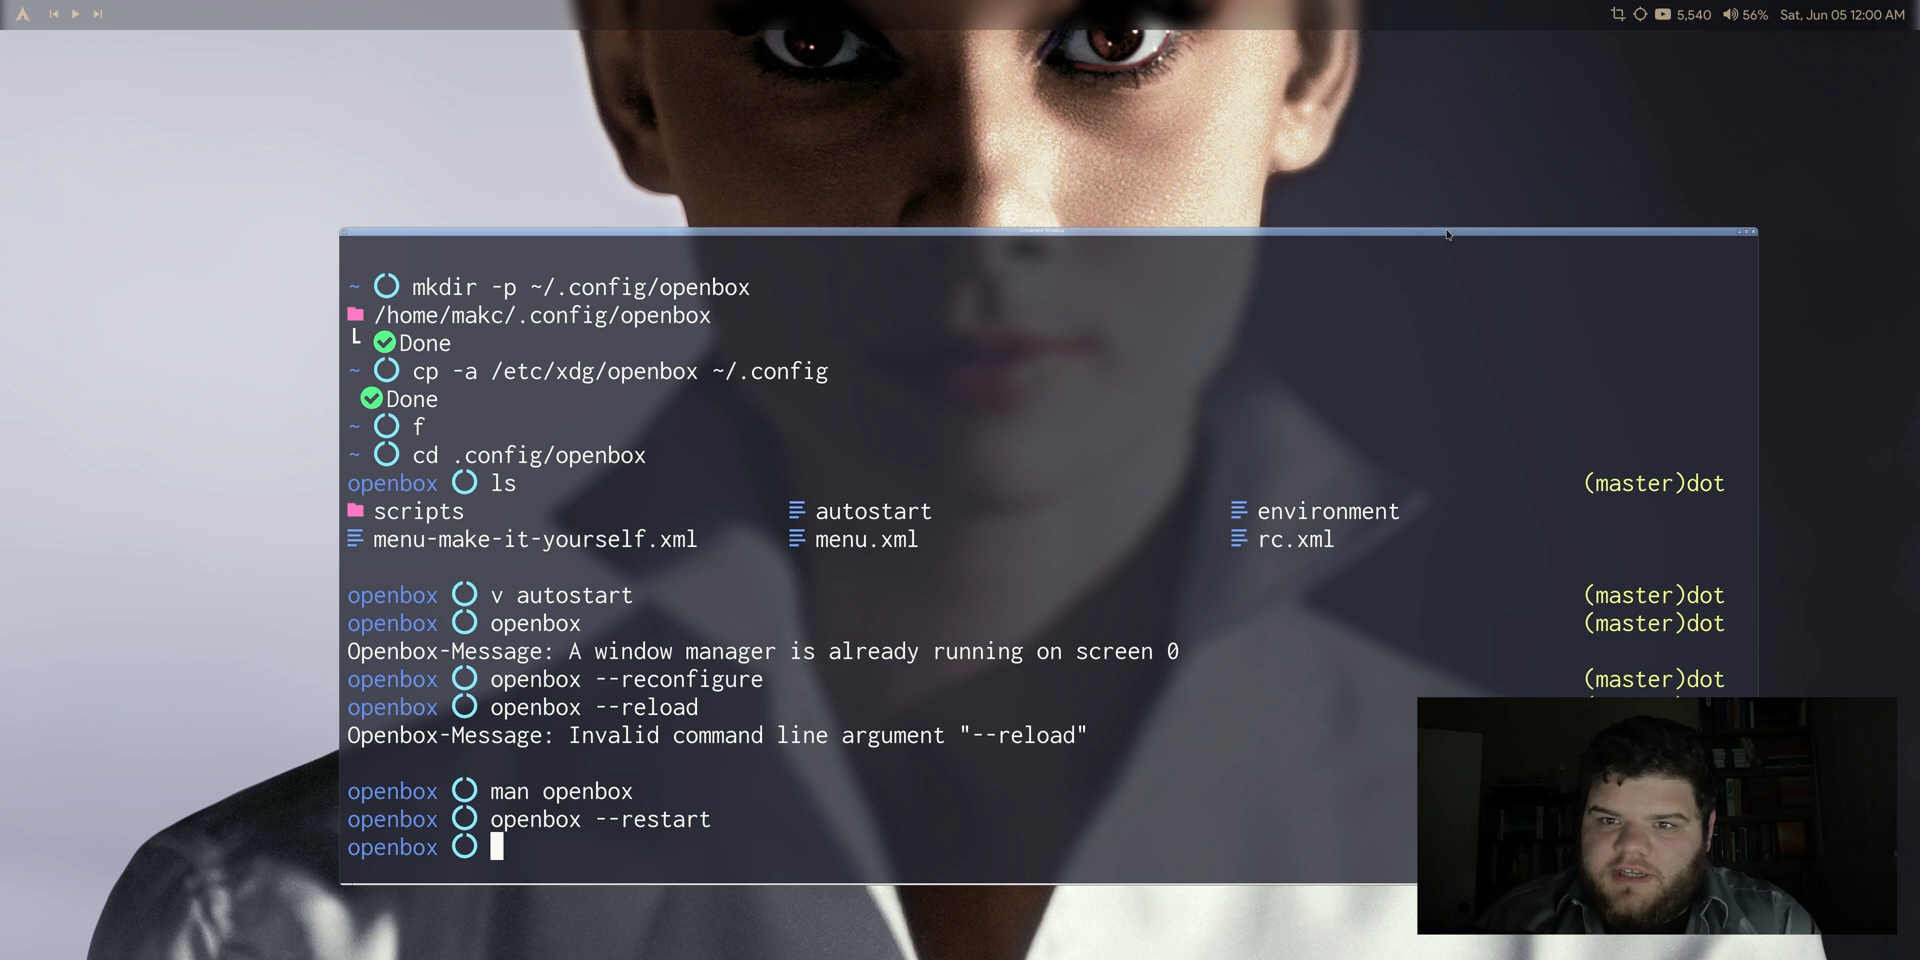 5,540 56% Sat, Jun 05 12:00 AM
Unnamed Window
~ mkdir -p ~/.config/openbox
/home/makc/.config/openbox
└ Done
~ cp -a /etc/xdg/openbox ~/.config
Done
~ f
~ cd .config/openbox
openbox ls (master)dot
scripts autostart environment
menu-make-it-yourself.xml menu.xml rc.xml
openbox v autostart (master)dot
openbox openbox (master)dot
Openbox-Message: A window manager is already running on screen 0
openbox openbox --reconfigure (master)dot
openbox openbox --reload
Openbox-Message: Invalid command line argument "--reload"
openbox man openbox
openbox openbox --restart
openbox